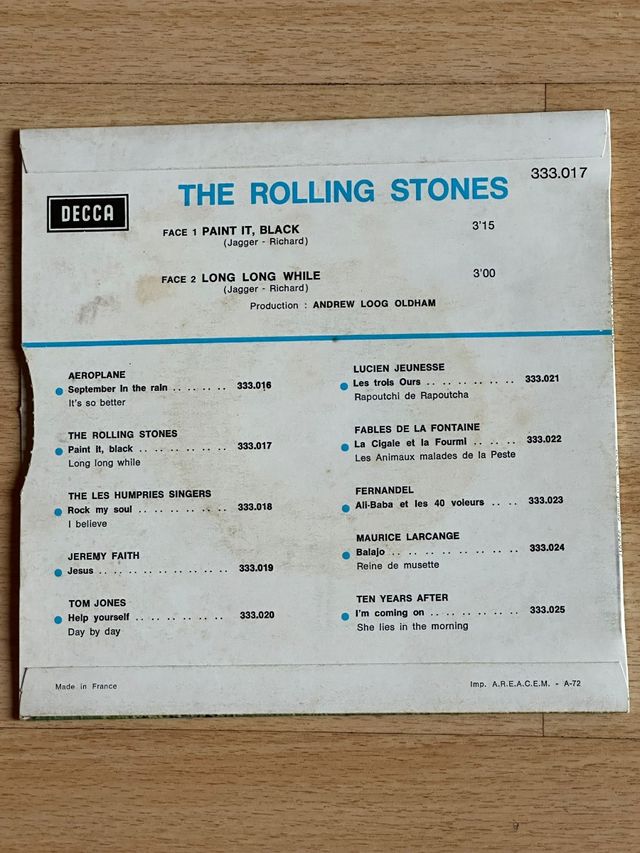 333.017
THE ROLLING STONES
DECCA
FACE 1 PAINT IT, BLACK 3'15
(Jagger - Richard)
FACE 2 LONG LONG WHILE 3'00
(Jagger - Richard)
Production : ANDREW LOOG OLDHAM
AEROPLANE
September in the rain . . . . . . . 333.016
It's so better
THE ROLLING STONES
Paint it, black . . . . . . . . . . 333.017
Long long while
THE LES HUMPRIES SINGERS
Rock my soul . . . . . . . . . . 333.018
I believe
JEREMY FAITH
Jesus . . . . . . . . . . . . . . 333.019
TOM JONES
Help yourself . . . . . . . . . . 333.020
Day by day
LUCIEN JEUNESSE
Les trois Ours . . . . . . . . . . 333.021
Rapoutchi de Rapoutcha
FABLES DE LA FONTAINE
La Cigale et la Fourmi . . . . . 333.022
Les Animaux malades de la Peste
FERNANDEL
Ali-Baba et les 40 voleurs . . . . 333.023
MAURICE LARCANGE
Balajo . . . . . . . . . . . . . . 333.024
Reine de musette
TEN YEARS AFTER
I'm coming on . . . . . . . . . . 333.025
She lies in the morning
Made in France
Imp. A.R.E.A.C.E.M. - A-72